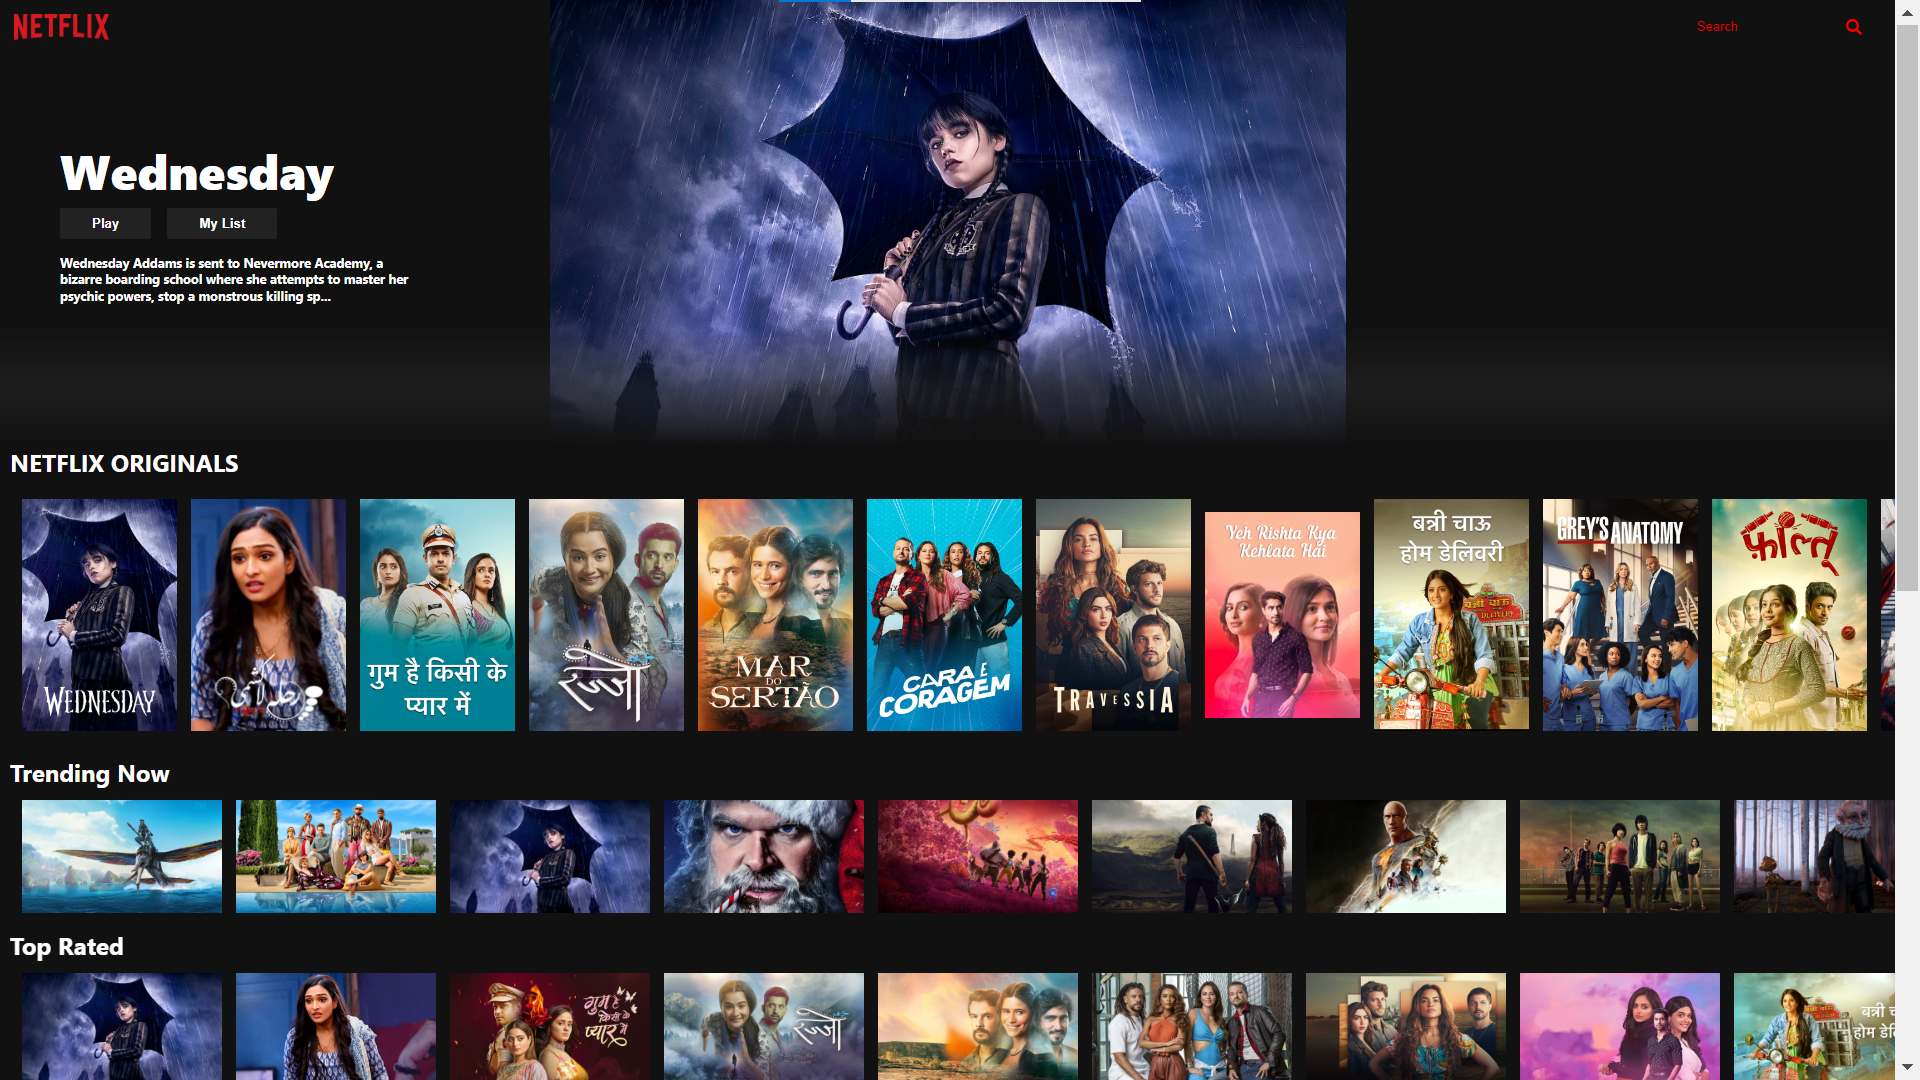 NETFLIX
Search
Wednesday
Play
My List
Wednesday Addams is sent to Nevermore Academy, a
bizarre boarding school where she attempts to master her
psychic powers, stop a monstrous killing sp...
NETFLIX ORIGINALS
WEDNESDAY
गुम है किसी के
प्यार में
रज्जो
MAR
DO
SERTÃO
CARA E
CORAGEM
TRAVESSIA
Yeh Rishta Kya
Kehlata Hai
बन्नी चाऊ
होम डेलिवरी
बन्नी चाऊ
DELIVERY
GREY'S ANATOMY
फ़ालतू
Trending Now
Top Rated
गुम है
किसी के
प्यार में
रज्जो
बन्नी
होम